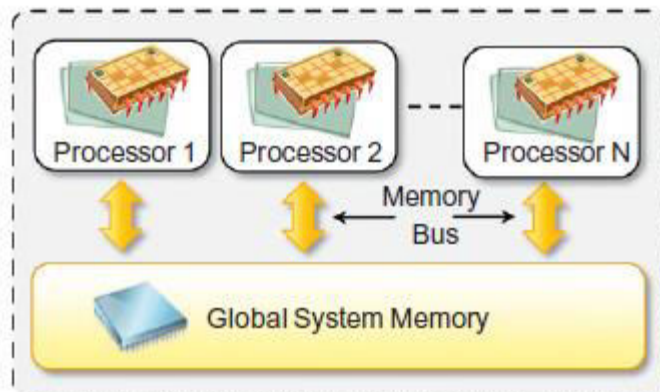 Processor 1
Processor 2
Processor N
Memory
Bus
Global System Memory